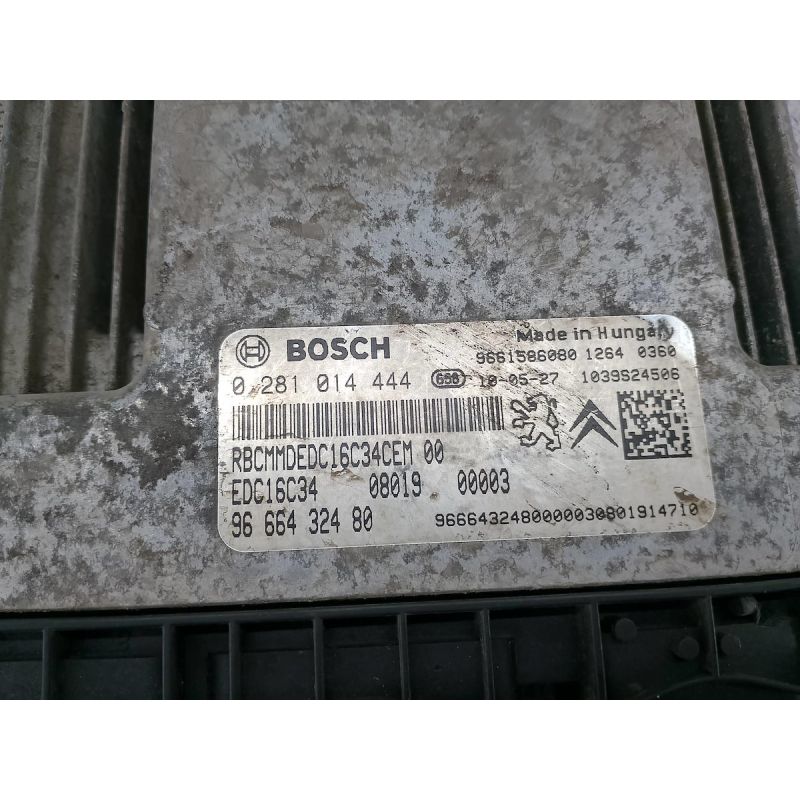 BOSCH
Made in Hungary
9661586080 1264 0360
0 281 014 444 10-05-27 1039S24506
RBCMMDEDC16C34CEM 00
EDC16C34 08019 00003
96 664 324 80 9666432480000030801914710